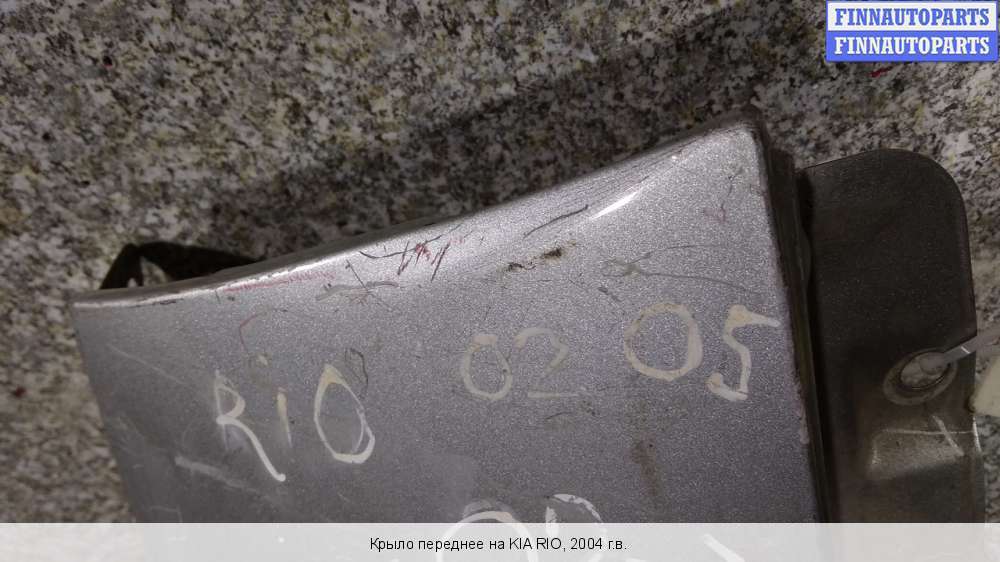 FINNAUTOPARTS
FINNAUTOPARTS
RIO 02 05
Крыло переднее на KIA RIO, 2004 г.в.